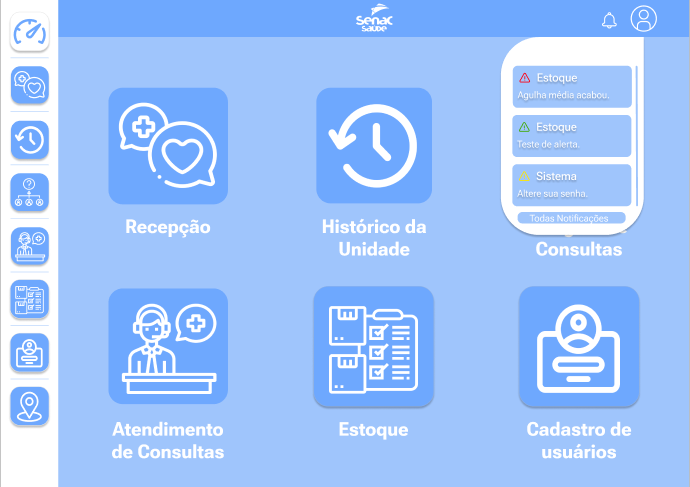 Senac
saúde
Estoque
Agulha média acabou.
Estoque
Teste de alerta.
Sistema
Altere sua senha.
Todas Notificações
Recepção
Histórico da
Unidade
Consultas
Atendimento
de Consultas
Estoque
Cadastro de
usuários